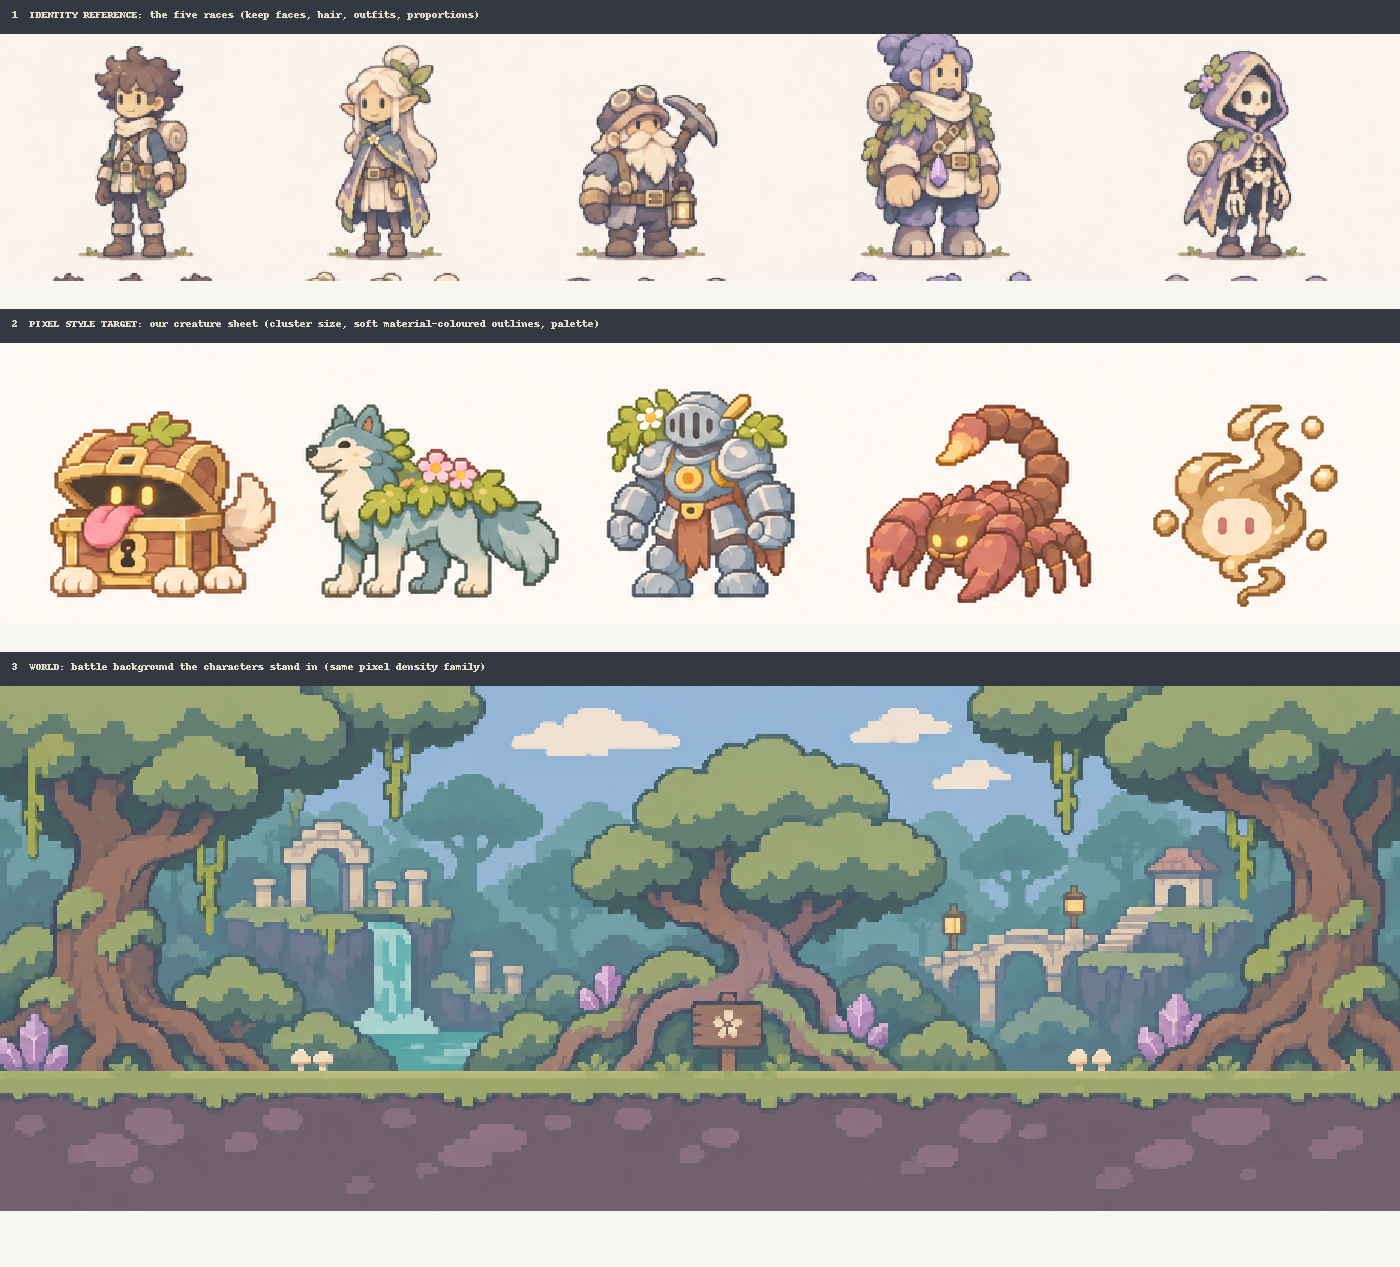 1 IDENTITY REFERENCE: the five races (keep faces, hair, outfits, proportions)
2 PIXEL STYLE TARGET: our creature sheet (cluster size, soft material-coloured outlines, palette)
3 WORLD: battle background the characters stand in (same pixel density family)